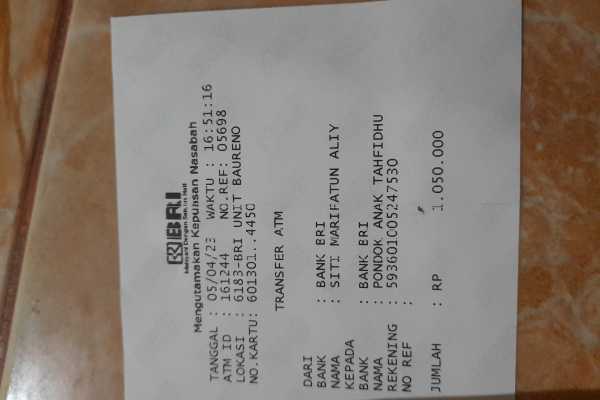 BRI
Melayani Dengan Setulus Hati
Mengutamakan Kepuasan Nasabah
TANGGAL : 05/04/23 WAKTU : 16:51:16
ATM ID : 161244 NO.REF: 05698
LOKASI : 6183-BRI UNIT BAURENO
NO.KARTU: 601301..4450
TRANSFER ATM
DARI
BANK : BANK BRI
NAMA : SITI MARIFATUN ALIY
KEPADA
BANK : BANK BRI
NAMA : PONDOK ANAK TAHFIDHU
REKENING : 593601005247530
NO REF :
JUMLAH : RP 1.050.000